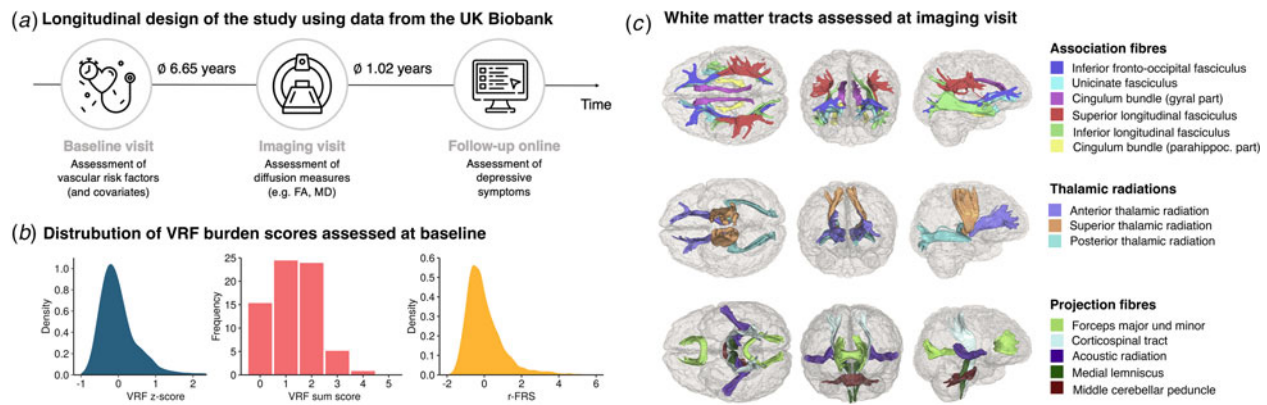 (a) Longitudinal design of the study using data from the UK Biobank
ø 6.65 years
ø 1.02 years
Time
Baseline visit
Assessment of
vascular risk factors
(and covariates)
Imaging visit
Assessment of
diffusion measures
(e.g. FA, MD)
Follow-up online
Assessment of
depressive
symptoms
(b) Distrubution of VRF burden scores assessed at baseline
Density
1.0
0.8
0.6
0.4
0.2
0.0
-1 0 1 2
VRF z-score
Frequency
25
20
15
10
5
0
0 1 2 3 4 5
VRF sum score
Density
0.6
0.5
0.4
0.3
0.2
0.1
0.0
-2 0 2 4 6
r-FRS
(c) White matter tracts assessed at imaging visit
Association fibres
Inferior fronto-occipital fasciculus
Unicinate fasciculus
Cingulum bundle (gyral part)
Superior longitudinal fasciculus
Inferior longitudinal fasciculus
Cingulum bundle (parahippoc. part)
Thalamic radiations
Anterior thalamic radiation
Superior thalamic radiation
Posterior thalamic radiation
Projection fibres
Forceps major und minor
Corticospinal tract
Acoustic radiation
Medial lemniscus
Middle cerebellar peduncle